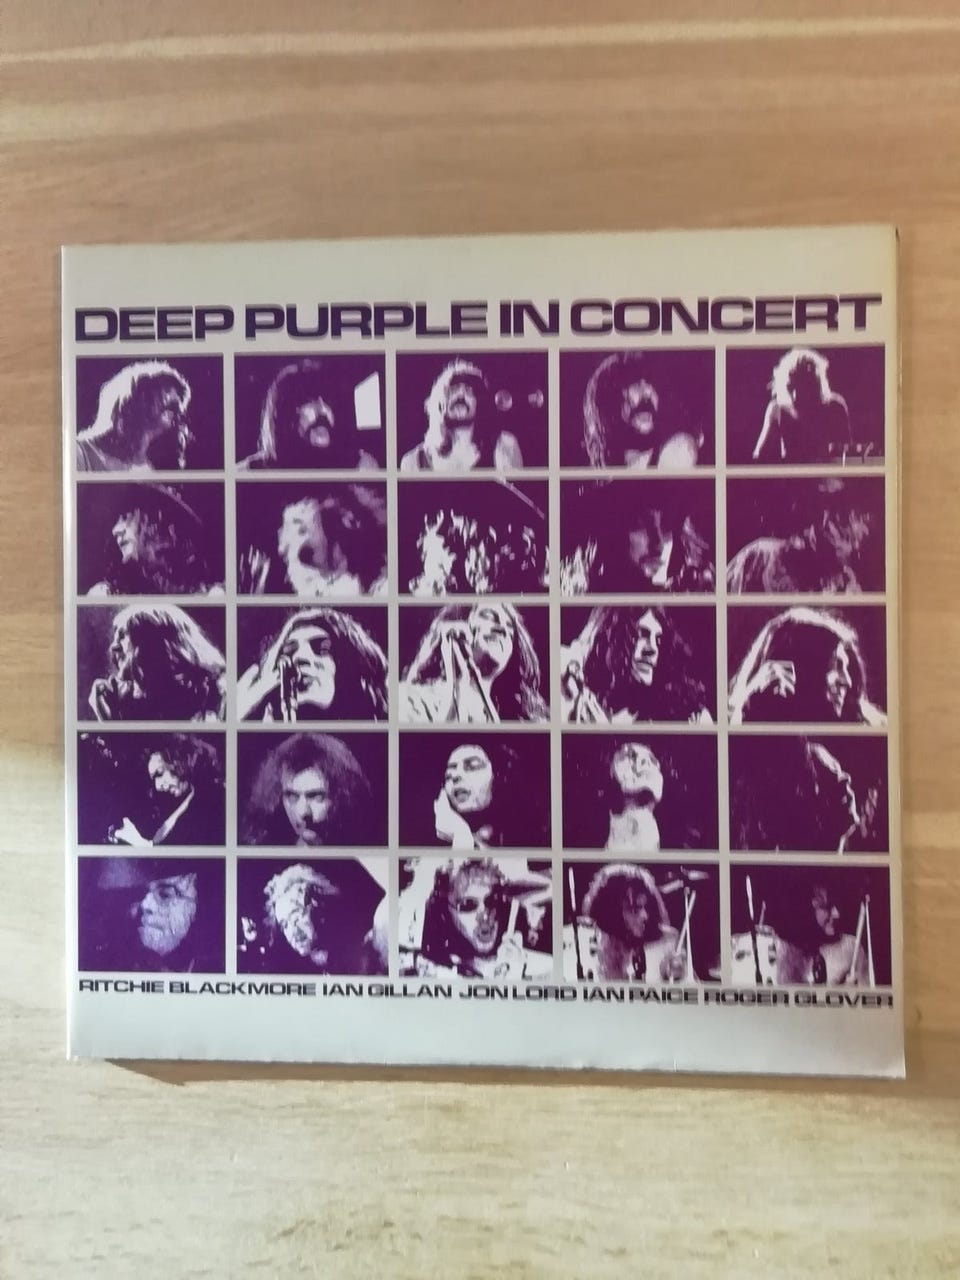 DEEP PURPLE IN CONCERT
RITCHIE BLACKMORE IAN GILLAN JON LORD IAN PAICE ROGER GLOVER